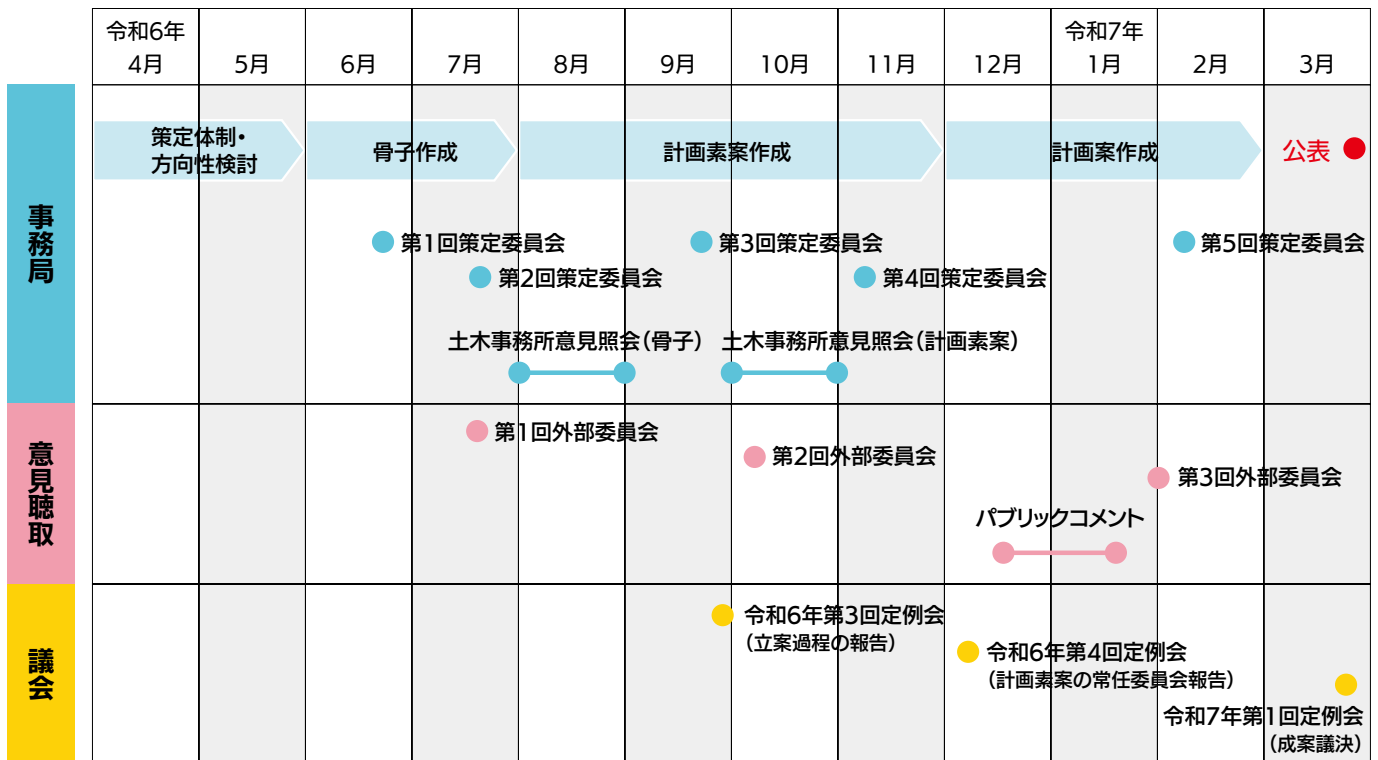 令和6年
令和7年
4月
5月
6月
7月
8月
9月
10月
11月
12月
1月
2月
3月
事務局
策定体制・
方向性検討
骨子作成
計画素案作成
計画案作成
公表
第1回策定委員会
第3回策定委員会
第5回策定委員会
第2回策定委員会
第4回策定委員会
土木事務所意見照会(骨子)
土木事務所意見照会(計画素案)
意見聴取
第1回外部委員会
第2回外部委員会
第3回外部委員会
パブリックコメント
議会
令和6年第3回定例会
(立案過程の報告)
令和6年第4回定例会
(計画素案の常任委員会報告)
令和7年第1回定例会
(成案議決)